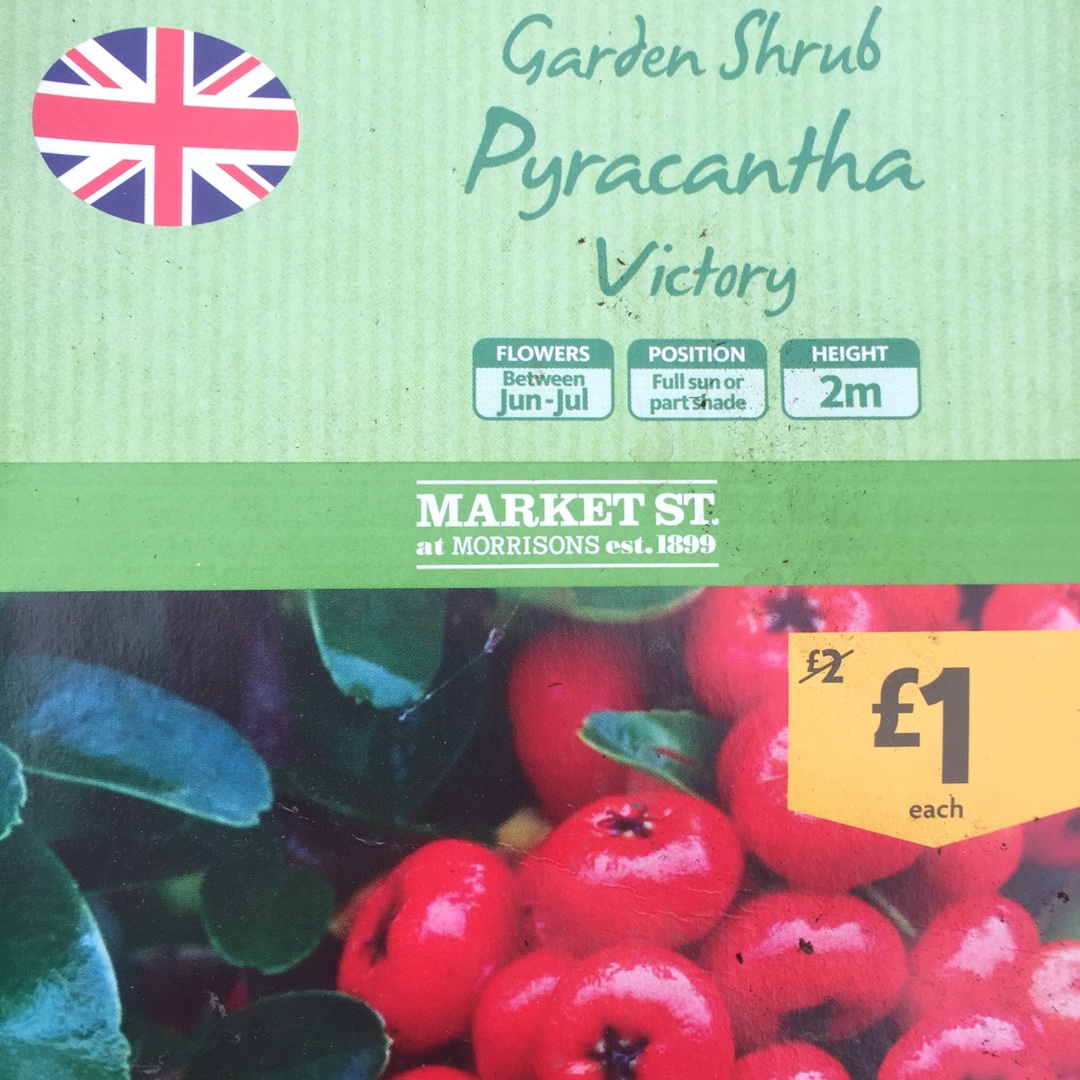 Garden Shrub
Pyracantha
Victory
FLOWERS
Between
Jun-Jul
POSITION
Full sun or
part shade
HEIGHT
2m
MARKET ST.
at MORRISONS est. 1899
£2
£1
each